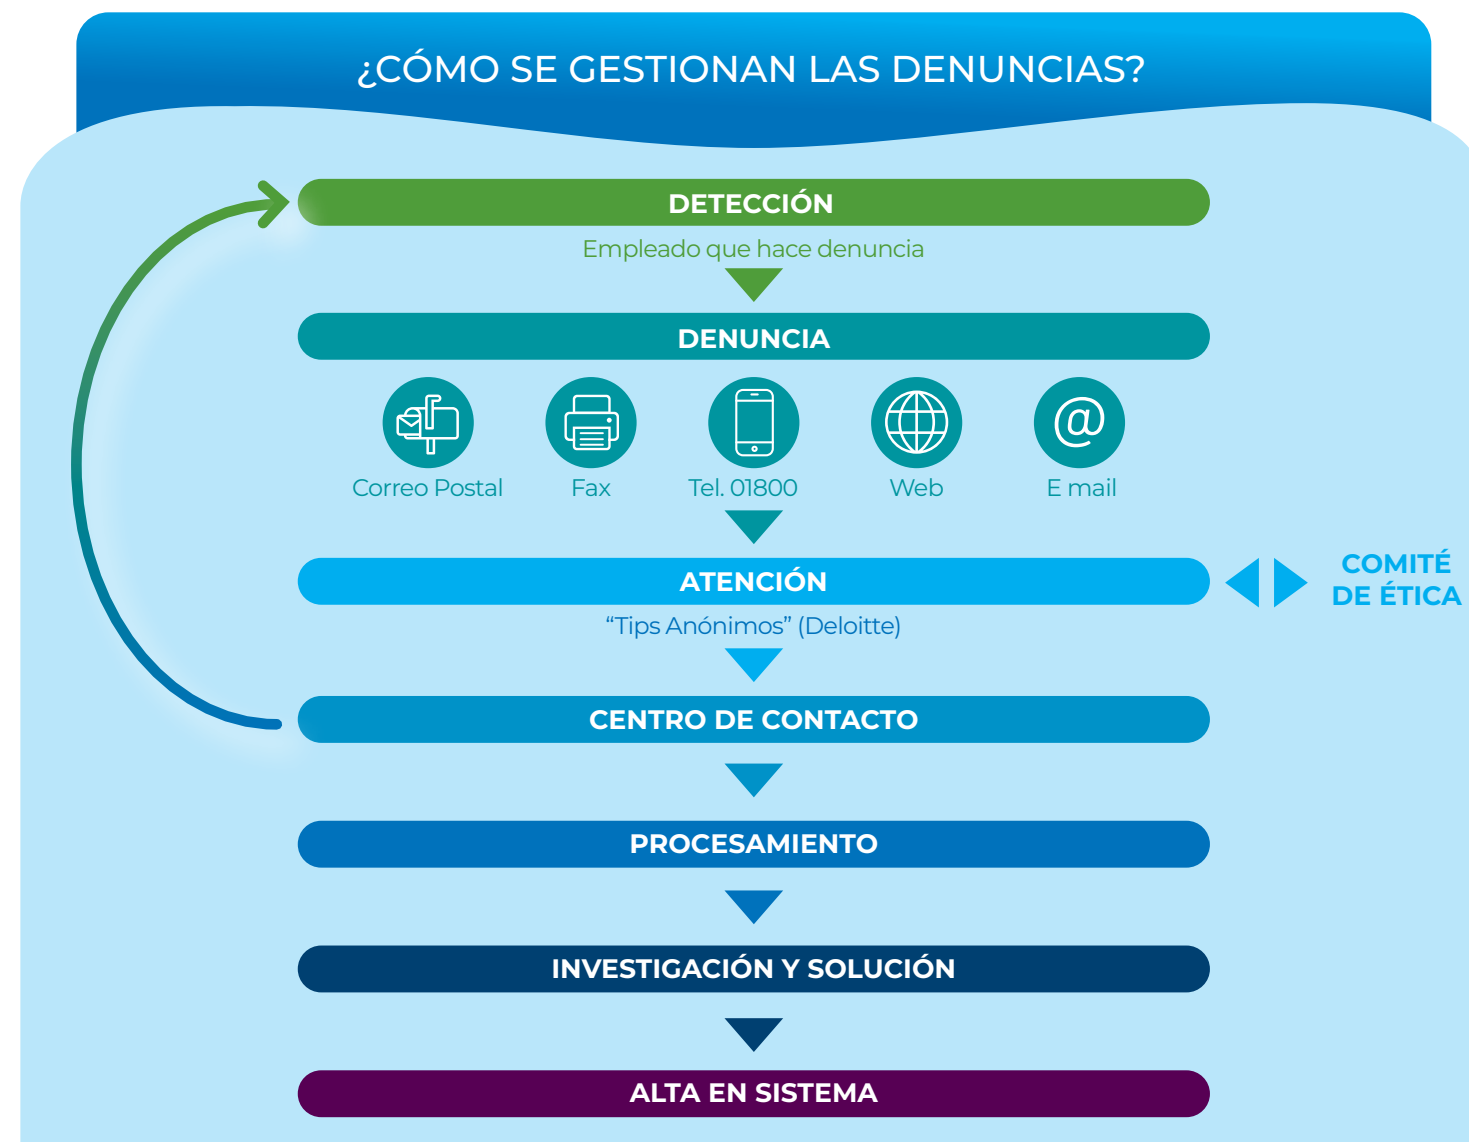 ¿CÓMO SE GESTIONAN LAS DENUNCIAS?
DETECCIÓN
Empleado que hace denuncia
DENUNCIA
@
Correo Postal
Fax
Tel. 01800
Web
E mail
ATENCIÓN
COMITÉ
DE ÉTICA
“Tips Anónimos” (Deloitte)
CENTRO DE CONTACTO
PROCESAMIENTO
INVESTIGACIÓN Y SOLUCIÓN
ALTA EN SISTEMA